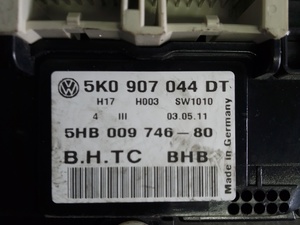 5K0 907 044 DT
H17 H003 SW1010
4 III 03.05.11
5HB 009 746-80
B.H.TC BHB
Made in Germany